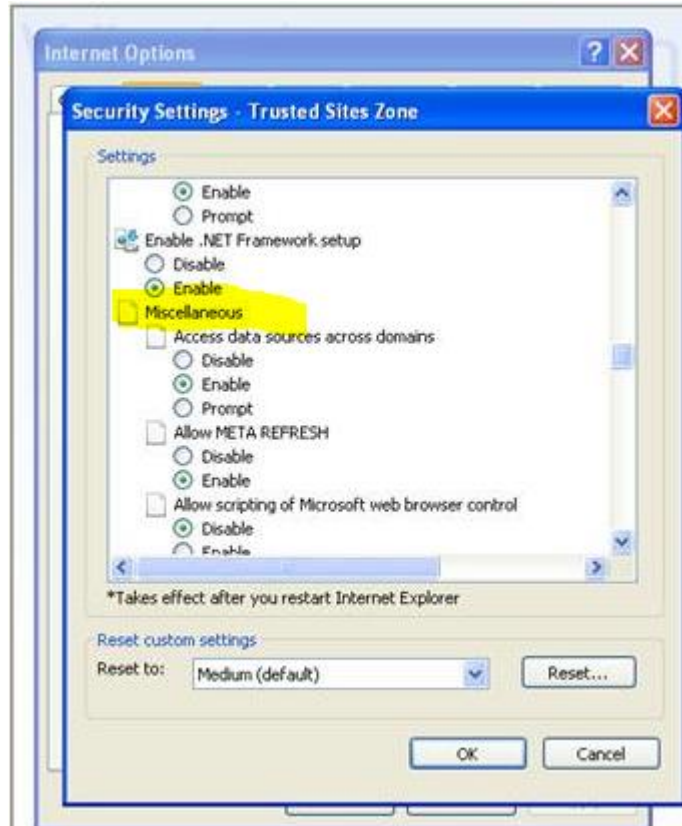 Internet Options
Security Settings - Trusted Sites Zone
Settings
Enable
Prompt
Enable .NET Framework setup
Disable
Enable
Miscellaneous
Access data sources across domains
Disable
Enable
Prompt
Allow META REFRESH
Disable
Enable
Allow scripting of Microsoft web browser control
Disable
Enable
*Takes effect after you restart Internet Explorer
Reset custom settings
Reset to: Medium (default) Reset...
OK Cancel